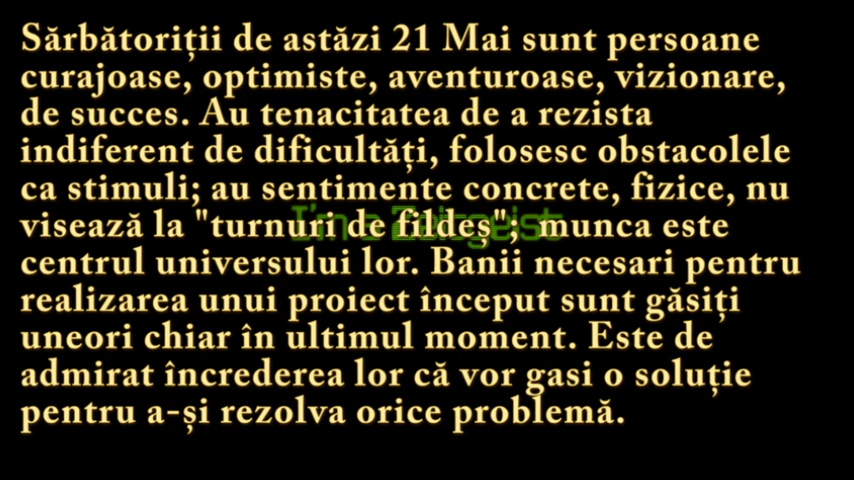 Sărbătoriții de astăzi 21 Mai sunt persoane
curajoase, optimiste, aventuroase, vizionare,
de succes. Au tenacitatea de a rezista
indiferent de dificultăți, folosesc obstacolele
ca stimuli; au sentimente concrete, fizice, nu
visează la "turnuri de fildeș"; munca este
I'm a Zeitgeist
centrul universului lor. Banii necesari pentru
realizarea unui proiect început sunt găsiți
uneori chiar în ultimul moment. Este de
admirat încrederea lor că vor gasi o soluție
pentru a-și rezolva orice problemă.